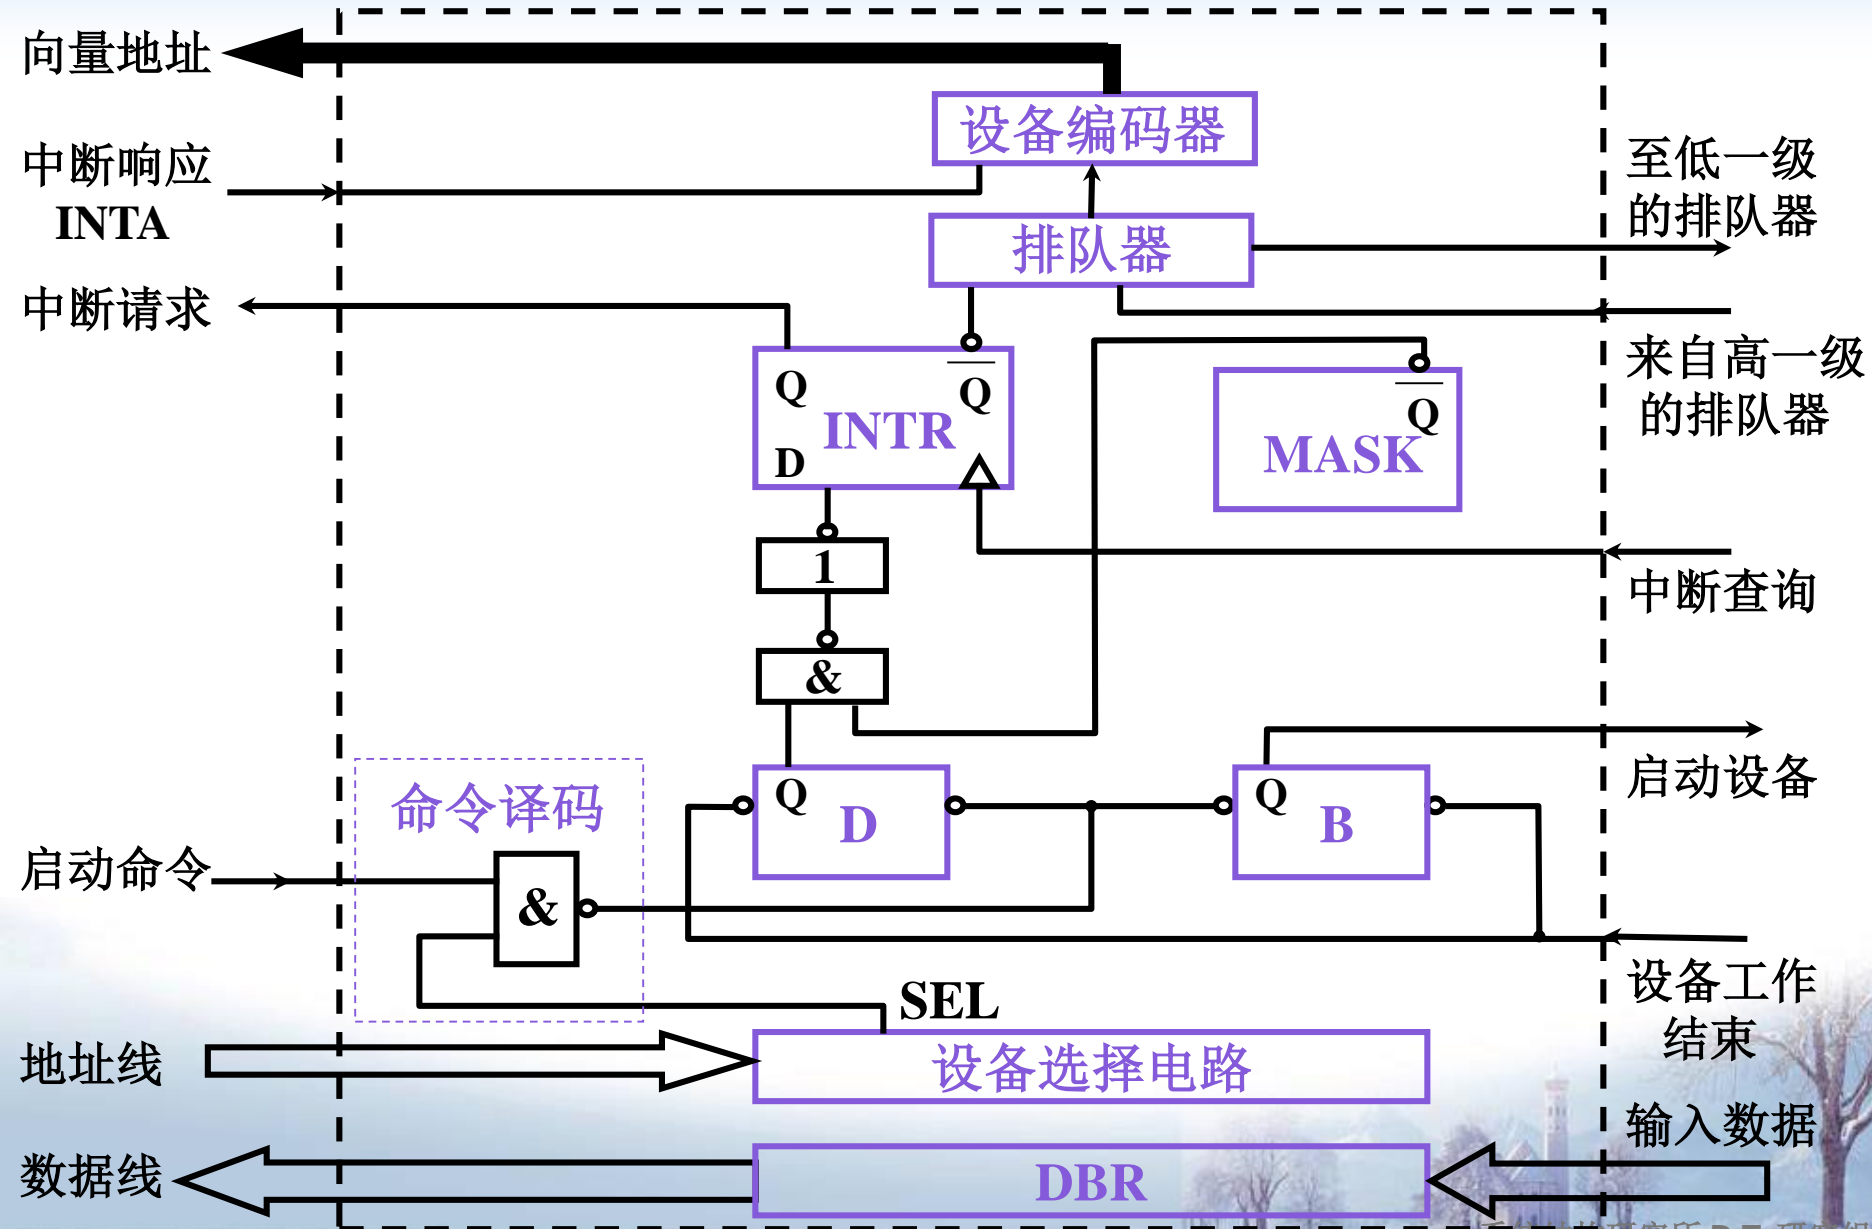 向量地址
设备编码器
中断响应
INTA
至低一级
的排队器
排队器
中断请求
来自高一级
的排队器
Q
Q
INTR
D
Q
MASK
1
中断查询
&
启动设备
命令译码
Q
D
Q
B
启动命令
&
设备工作
结束
SEL
地址线
设备选择电路
输入数据
数据线
DBR